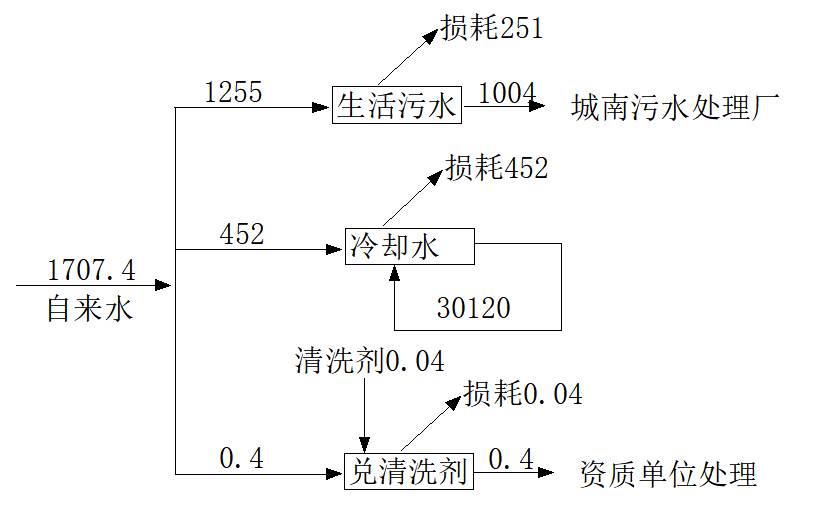 损耗251
1255
生活污水
1004
城南污水处理厂
损耗452
452
冷却水
1707.4
自来水
30120
清洗剂0.04
损耗0.04
0.4
兑清洗剂
0.4
资质单位处理